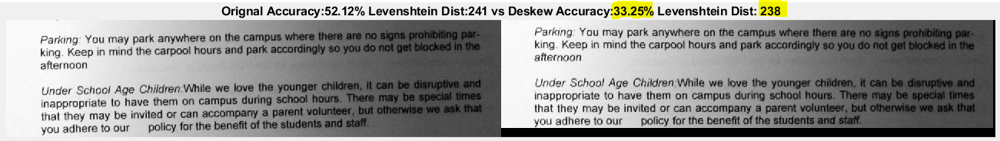 Orignal Accuracy:52.12% Levenshtein Dist:241 vs Deskew Accuracy:33.25% Levenshtein Dist: 238
Parking: You may park anywhere on the campus where there are no signs prohibiting par-
king. Keep in mind the carpool hours and park accordingly so you do not get blocked in the
afternoon
Under School Age Children:While we love the younger children, it can be disruptive and
inappropriate to have them on campus during school hours. There may be special times
that they may be invited or can accompany a parent volunteer, but otherwise we ask that
you adhere to our policy for the benefit of the students and staff.
Parking: You may park anywhere on the campus where there are no signs prohibiting par-
king. Keep in mind the carpool hours and park accordingly so you do not get blocked in the
afternoon
Under School Age Children:While we love the younger children, it can be disruptive and
inappropriate to have them on campus during school hours. There may be special times
that they may be invited or can accompany a parent volunteer, but otherwise we ask that
you adhere to our policy for the benefit of the students and staff.